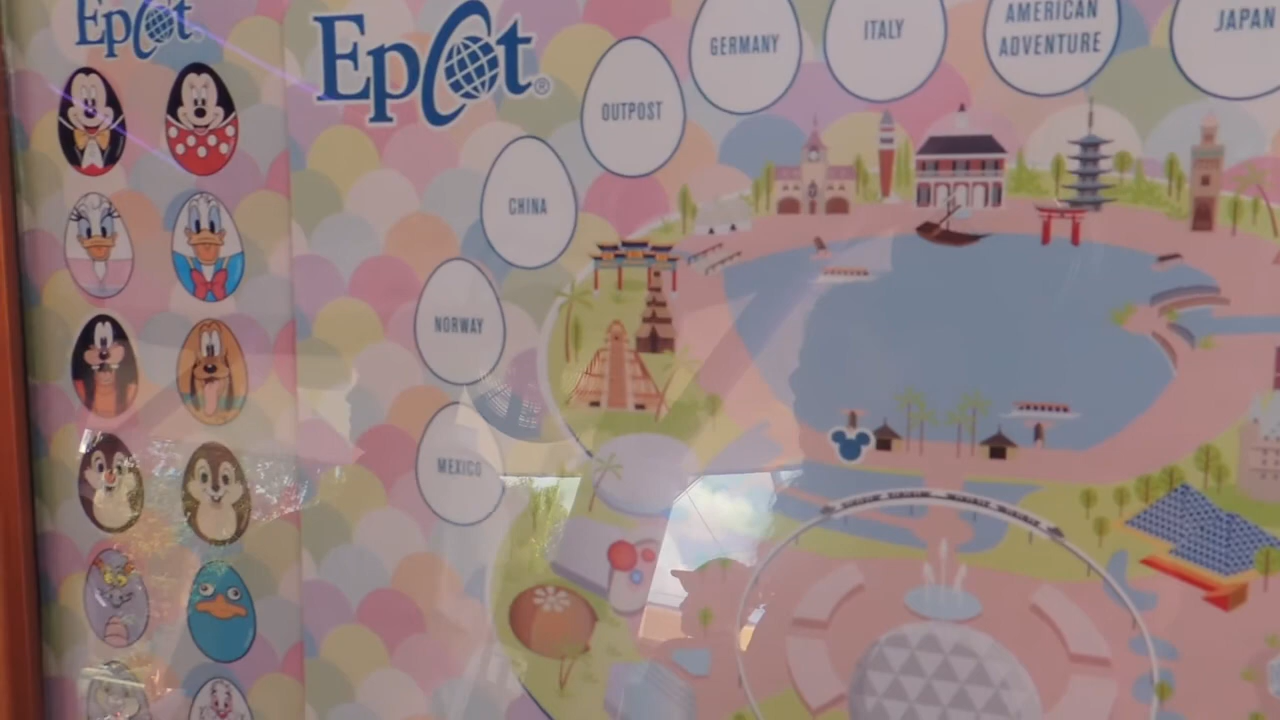 Epcot
Epcot®
OUTPOST
GERMANY
ITALY
AMERICAN
ADVENTURE
JAPAN
CHINA
NORWAY
MEXICO